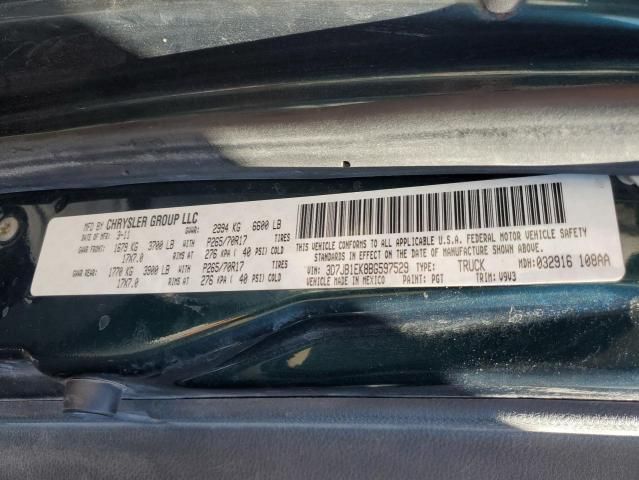 MFD BY CHRYSLER GROUP LLC
DATE OF MFR: 3-11 GVWR: 2994 KG 6600 LB
GAWR FRONT: 1679 KG 3700 LB WITH P265/70R17 TIRES
17X7.0 RIMS AT 276 KPA ( 40 PSI) COLD
GAWR REAR: 1770 KG 3900 LB WITH P265/70R17 TIRES
17X7.0 RIMS AT 276 KPA ( 40 PSI) COLD
THIS VEHICLE CONFORMS TO ALL APPLICABLE U.S.A. FEDERAL MOTOR VEHICLE SAFETY
STANDARDS IN EFFECT ON THE DATE OF MANUFACTURE SHOWN ABOVE
VIN: 3D7JB1EK8BG597529 TYPE: TRUCK MDH: 032916 108AA
VEHICLE MADE IN MEXICO PAINT: PGT TRIM: V9V3